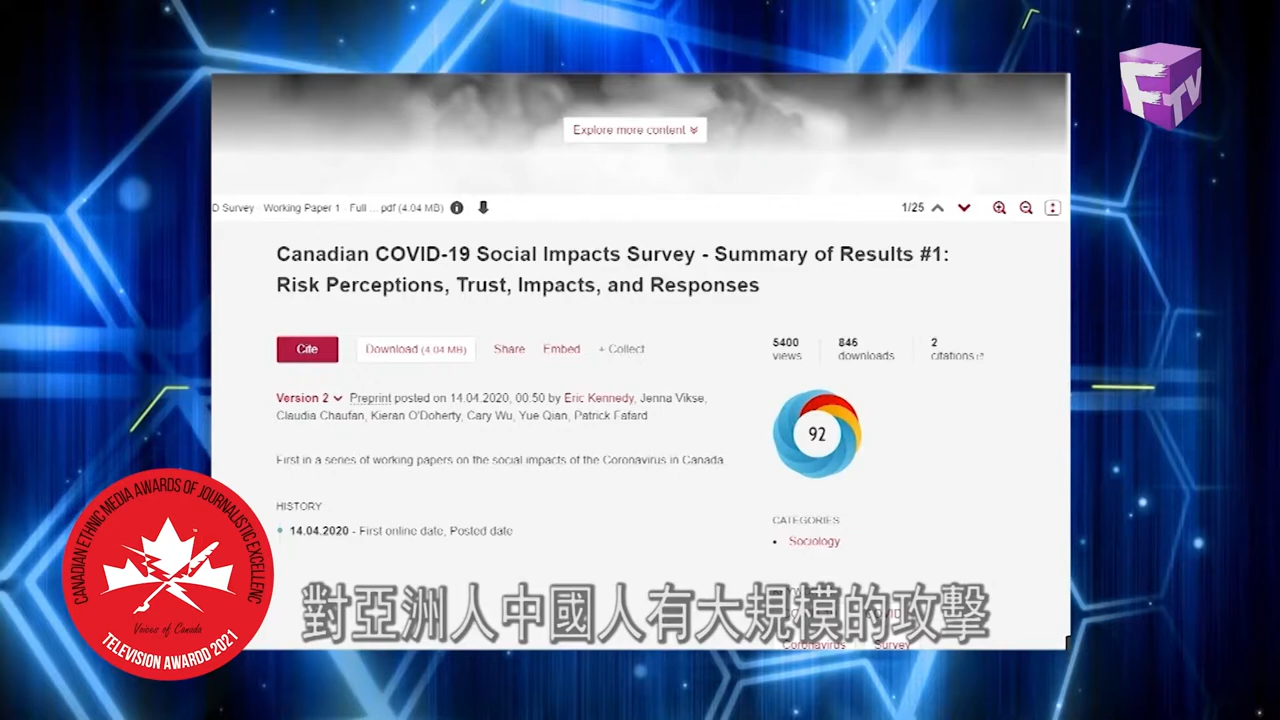 FTV
Explore more content
D Survey - Working Paper 1 - Full ... .pdf (4.04 MB)
1/25
Canadian COVID-19 Social Impacts Survey - Summary of Results #1:
Risk Perceptions, Trust, Impacts, and Responses
Cite
Download (4.04 MB)
Share
Embed
+ Collect
5400
views
846
downloads
2
citations
Version 2
Preprint posted on 14.04.2020, 00:50 by Eric Kennedy, Jenna Vikse,
Claudia Chaufan, Kieran O'Doherty, Cary Wu, Yue Qian, Patrick Fafard
92
First in a series of working papers on the social impacts of the Coronavirus in Canada
HISTORY
14.04.2020 - First online date, Posted date
CATEGORIES
• Sociology
Coronavirus
Survey
CANADIAN ETHNIC MEDIA AWARDS OF JOURNALISTIC EXCELLENC
Voices of Canada
TELEVISION AWARDD 2021
對亞洲人中國人有大規模的攻擊